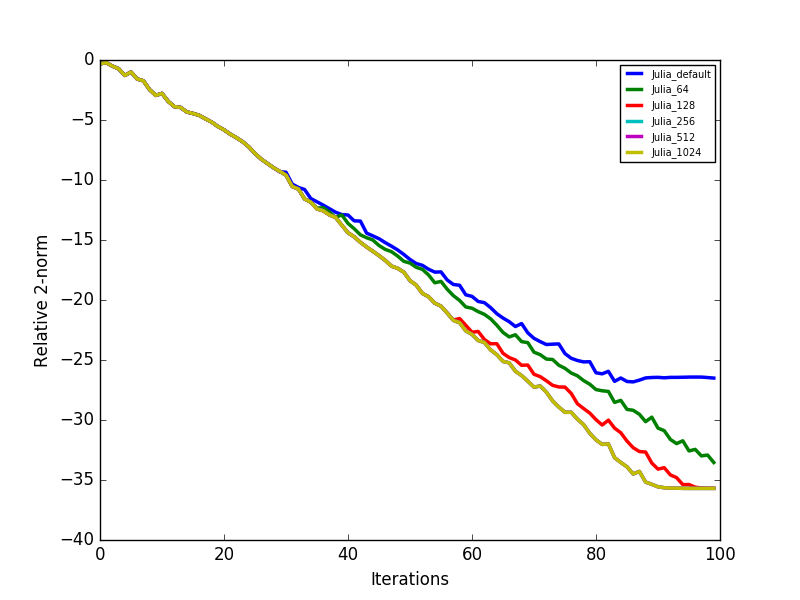 0
−5
−10
−15
−20
−25
−30
−35
−40
Relative 2-norm
Julia_default
Julia_64
Julia_128
Julia_256
Julia_512
Julia_1024
0 20 40 60 80 100
Iterations